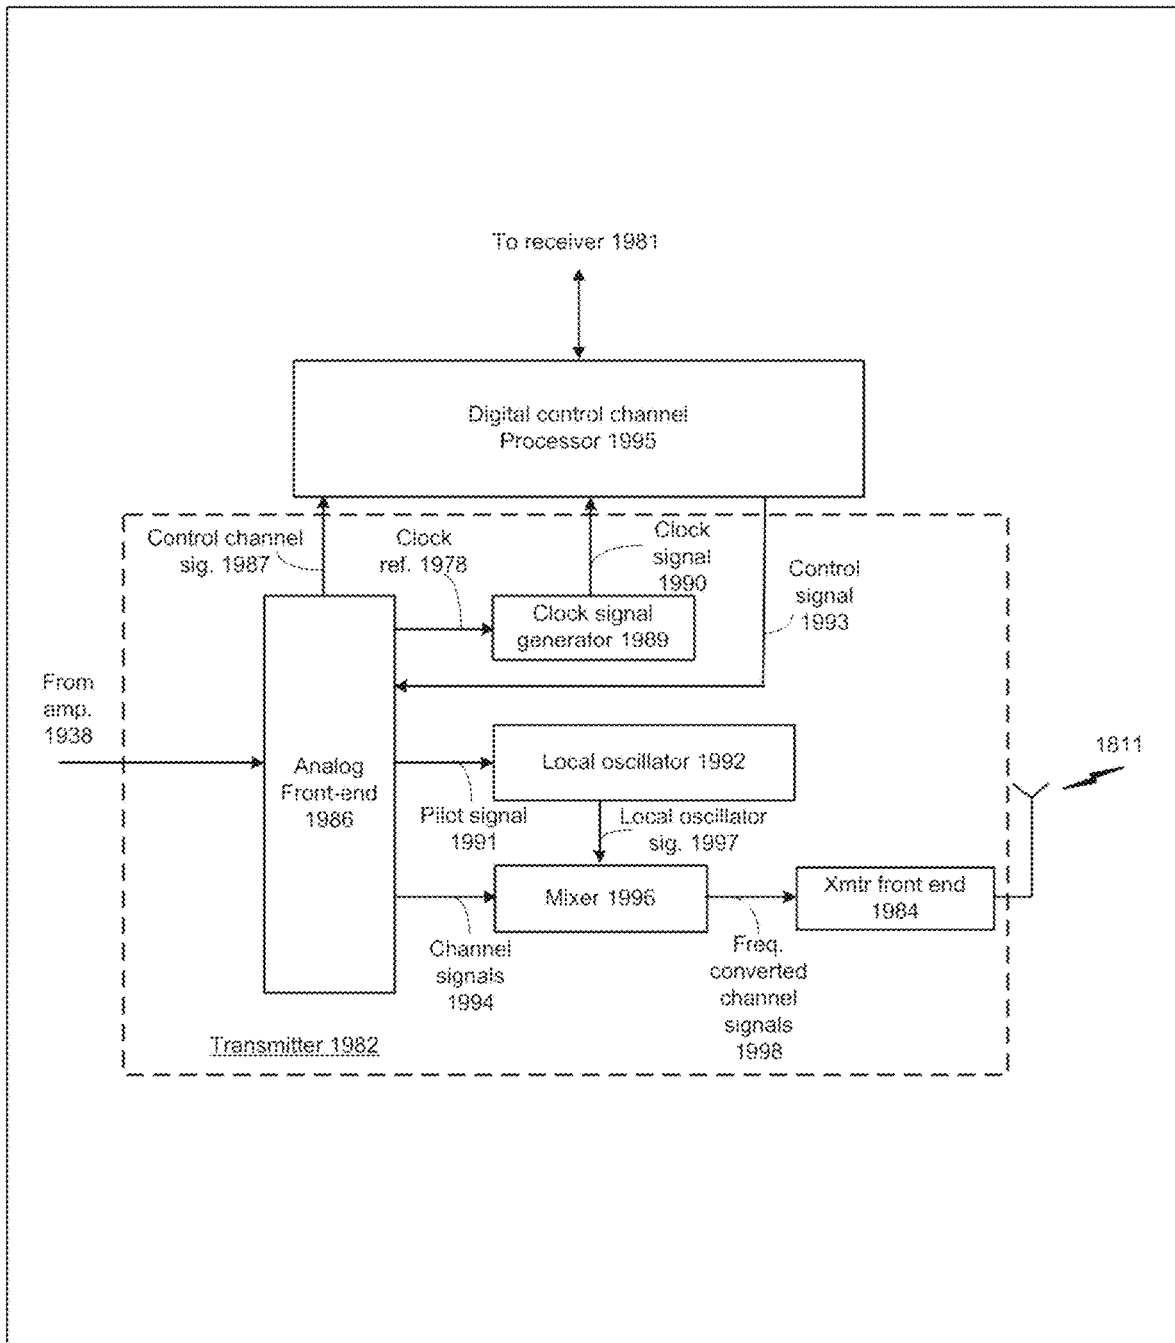 To receiver 1981
Digital control channel
Processor 1995
Control channel
sig. 1987
Clock
ref. 1978
Clock
signal
1990
Control
signal
1993
Clock signal
generator 1989
From
amp.
1938
Analog
Front-end
1986
Local oscillator 1992
1811
Pilot signal
1991
Local oscillator
sig. 1997
Mixer 1996
Xmtr front end
1984
Channel
signals
1994
Freq.
converted
channel
signals
1998
Transmitter 1982